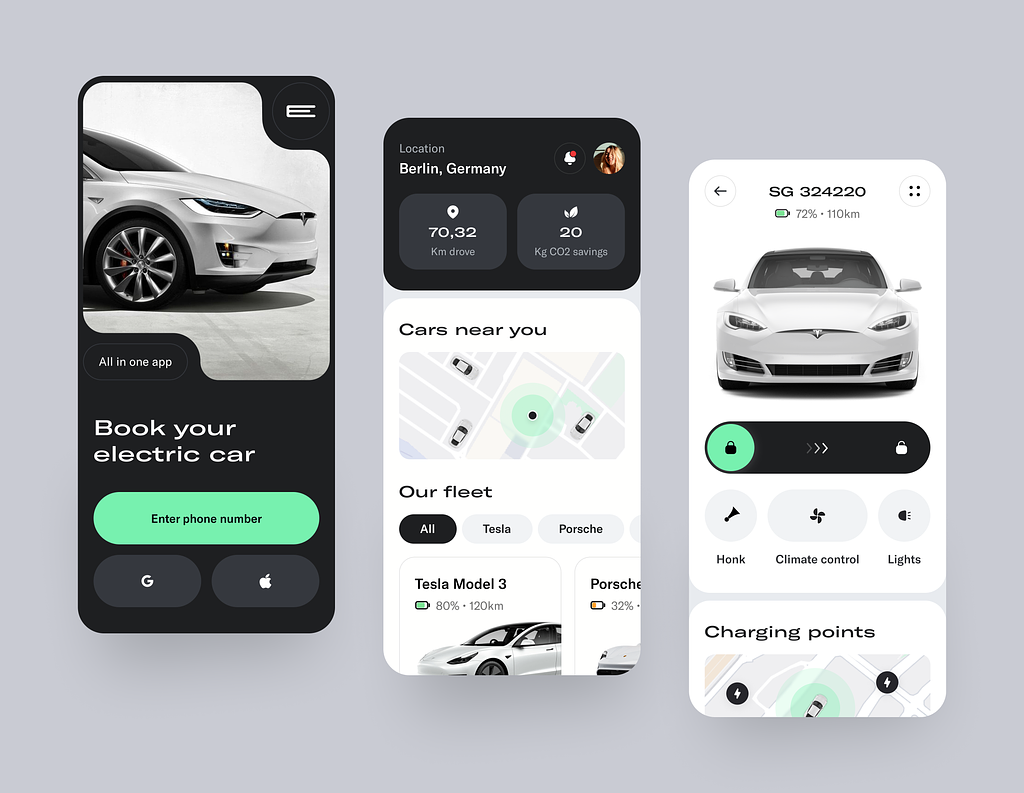 All in one app
Book your
electric car
Enter phone number
G
Location
Berlin, Germany
70,32
Km drove
20
Kg CO2 savings
Cars near you
Our fleet
All
Tesla
Porsche
Tesla Model 3
80% • 120km
Porsche
32% •
SG 324220
72% • 110km
Honk
Climate control
Lights
Charging points